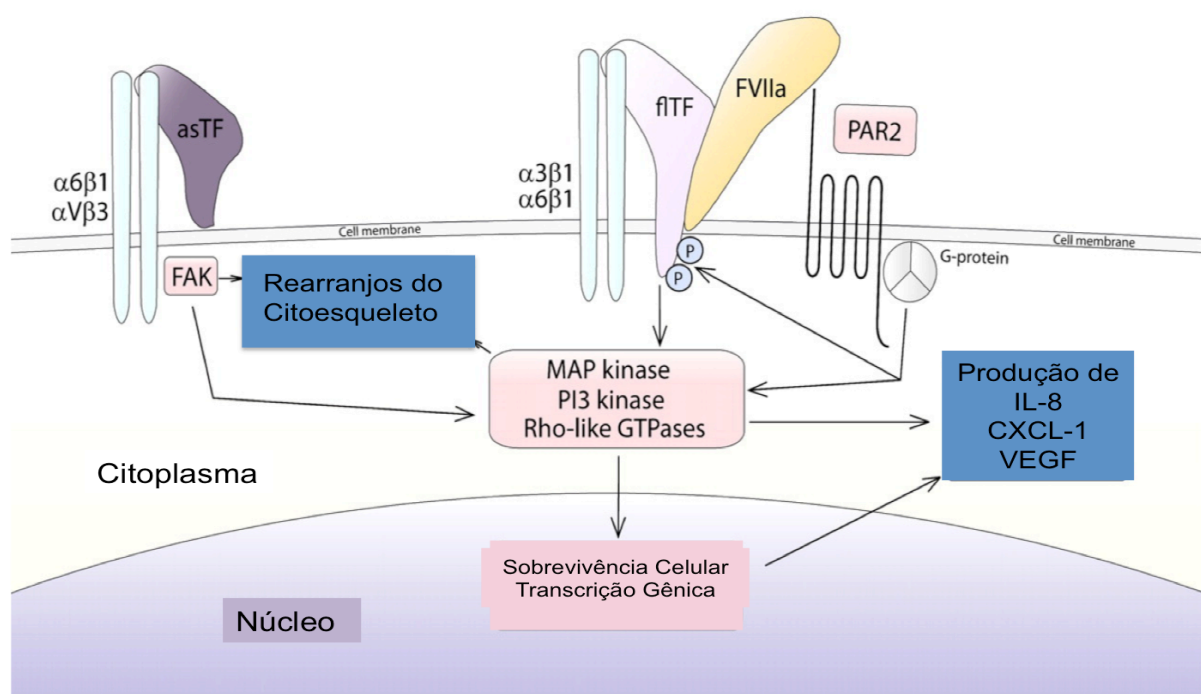 asTF
α6β1
αVβ3
flTF
FVIIa
α3β1
α6β1
PAR2
Cell membrane
Cell membrane
G-protein
FAK
Rearranjos do
Citoesqueleto
P
P
MAP kinase
PI3 kinase
Rho-like GTPases
Produção de
IL-8
CXCL-1
VEGF
Citoplasma
Sobrevivência Celular
Transcrição Gênica
Núcleo